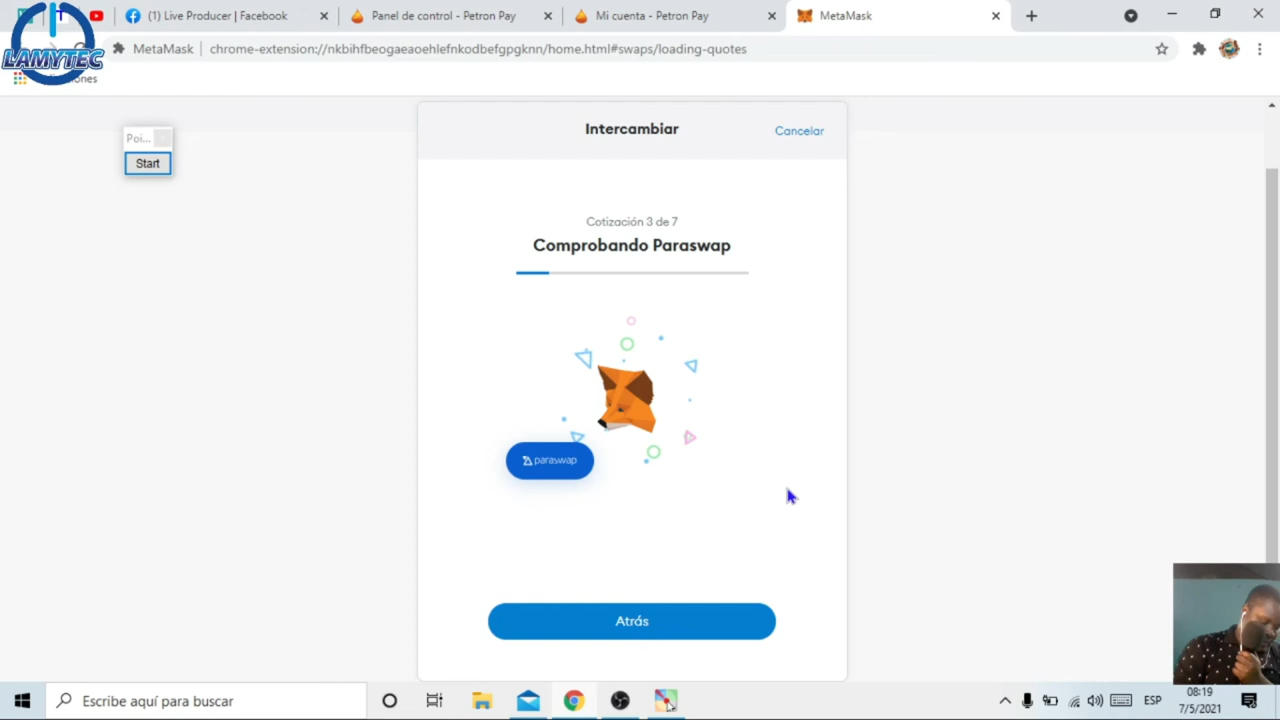 (1) Live Producer | Facebook
Panel de control - Petron Pay
Mi cuenta - Petron Pay
MetaMask
LAMYTEC
MetaMask
chrome-extension://nkbihfbeogaeaoehlefnkodbefgpgknn/home.html#swaps/loading-quotes
Poi...
Start
Intercambiar
Cancelar
Cotización 3 de 7
Comprobando Paraswap
paraswap
Atrás
Escribe aquí para buscar
ESP
08:19
7/5/2021